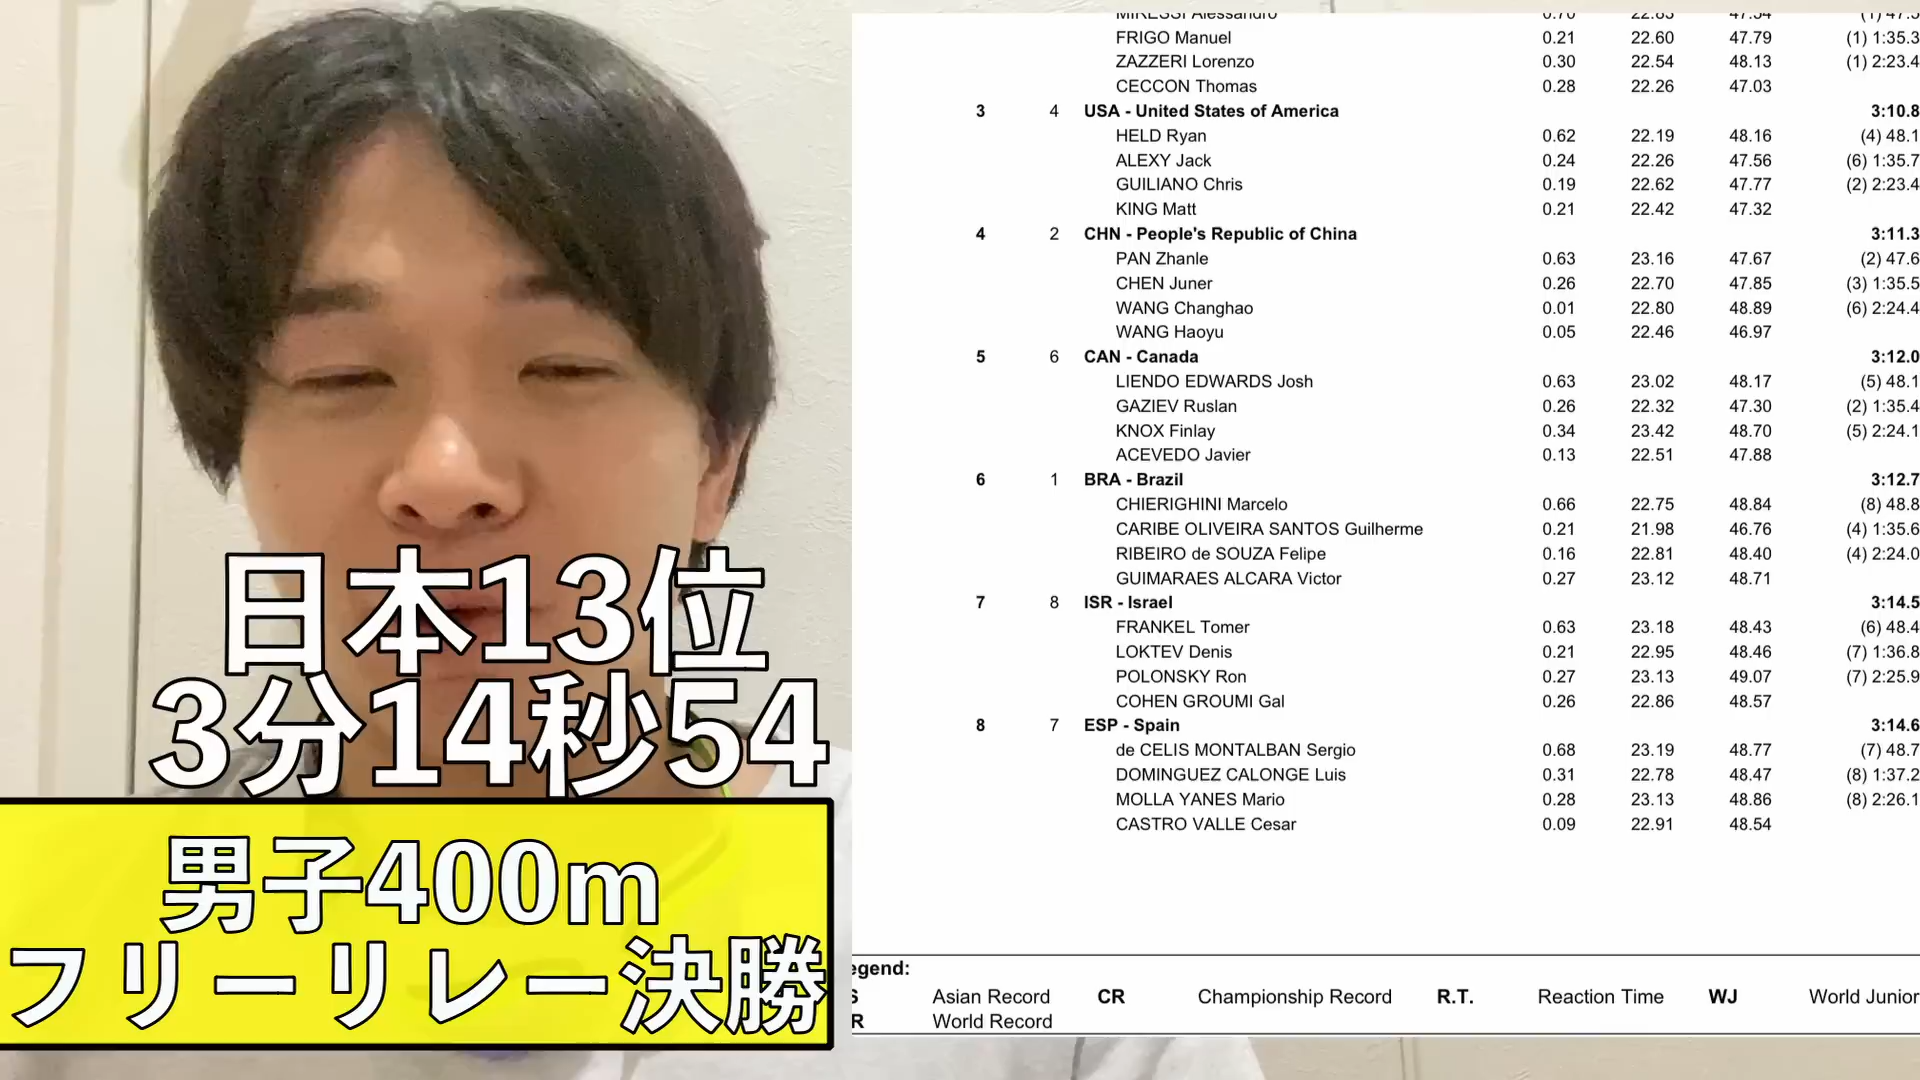 日本13位
3分14秒54
男子400m
フリーリレー決勝
MIRESSI Alessandro 0.70 22.83 47.54 (1) 47.5
FRIGO Manuel 0.21 22.60 47.79 (1) 1:35.3
ZAZZERI Lorenzo 0.30 22.54 48.13 (1) 2:23.4
CECCON Thomas 0.28 22.26 47.03
3 4 USA - United States of America 3:10.8
HELD Ryan 0.62 22.19 48.16 (4) 48.1
ALEXY Jack 0.24 22.26 47.56 (6) 1:35.7
GUILIANO Chris 0.19 22.62 47.77 (2) 2:23.4
KING Matt 0.21 22.42 47.32
4 2 CHN - People's Republic of China 3:11.3
PAN Zhanle 0.63 23.16 47.67 (2) 47.6
CHEN Juner 0.26 22.70 47.85 (3) 1:35.5
WANG Changhao 0.01 22.80 48.89 (6) 2:24.4
WANG Haoyu 0.05 22.46 46.97
5 6 CAN - Canada 3:12.0
LIENDO EDWARDS Josh 0.63 23.02 48.17 (5) 48.1
GAZIEV Ruslan 0.26 22.32 47.30 (2) 1:35.4
KNOX Finlay 0.34 23.42 48.70 (5) 2:24.1
ACEVEDO Javier 0.13 22.51 47.88
6 1 BRA - Brazil 3:12.7
CHIERIGHINI Marcelo 0.66 22.75 48.84 (8) 48.8
CARIBE OLIVEIRA SANTOS Guilherme 0.21 21.98 46.76 (4) 1:35.6
RIBEIRO de SOUZA Felipe 0.16 22.81 48.40 (4) 2:24.0
GUIMARAES ALCARA Victor 0.27 23.12 48.71
7 8 ISR - Israel 3:14.5
FRANKEL Tomer 0.63 23.18 48.43 (6) 48.4
LOKTEV Denis 0.21 22.95 48.46 (7) 1:36.8
POLONSKY Ron 0.27 23.13 49.07 (7) 2:25.9
COHEN GROUMI Gal 0.26 22.86 48.57
8 7 ESP - Spain 3:14.6
de CELIS MONTALBAN Sergio 0.68 23.19 48.77 (7) 48.7
DOMINGUEZ CALONGE Luis 0.31 22.78 48.47 (8) 1:37.2
MOLLA YANES Mario 0.28 23.13 48.86 (8) 2:26.1
CASTRO VALLE Cesar 0.09 22.91 48.54
egend:
S Asian Record CR Championship Record R.T. Reaction Time WJ World Junior
R World Record